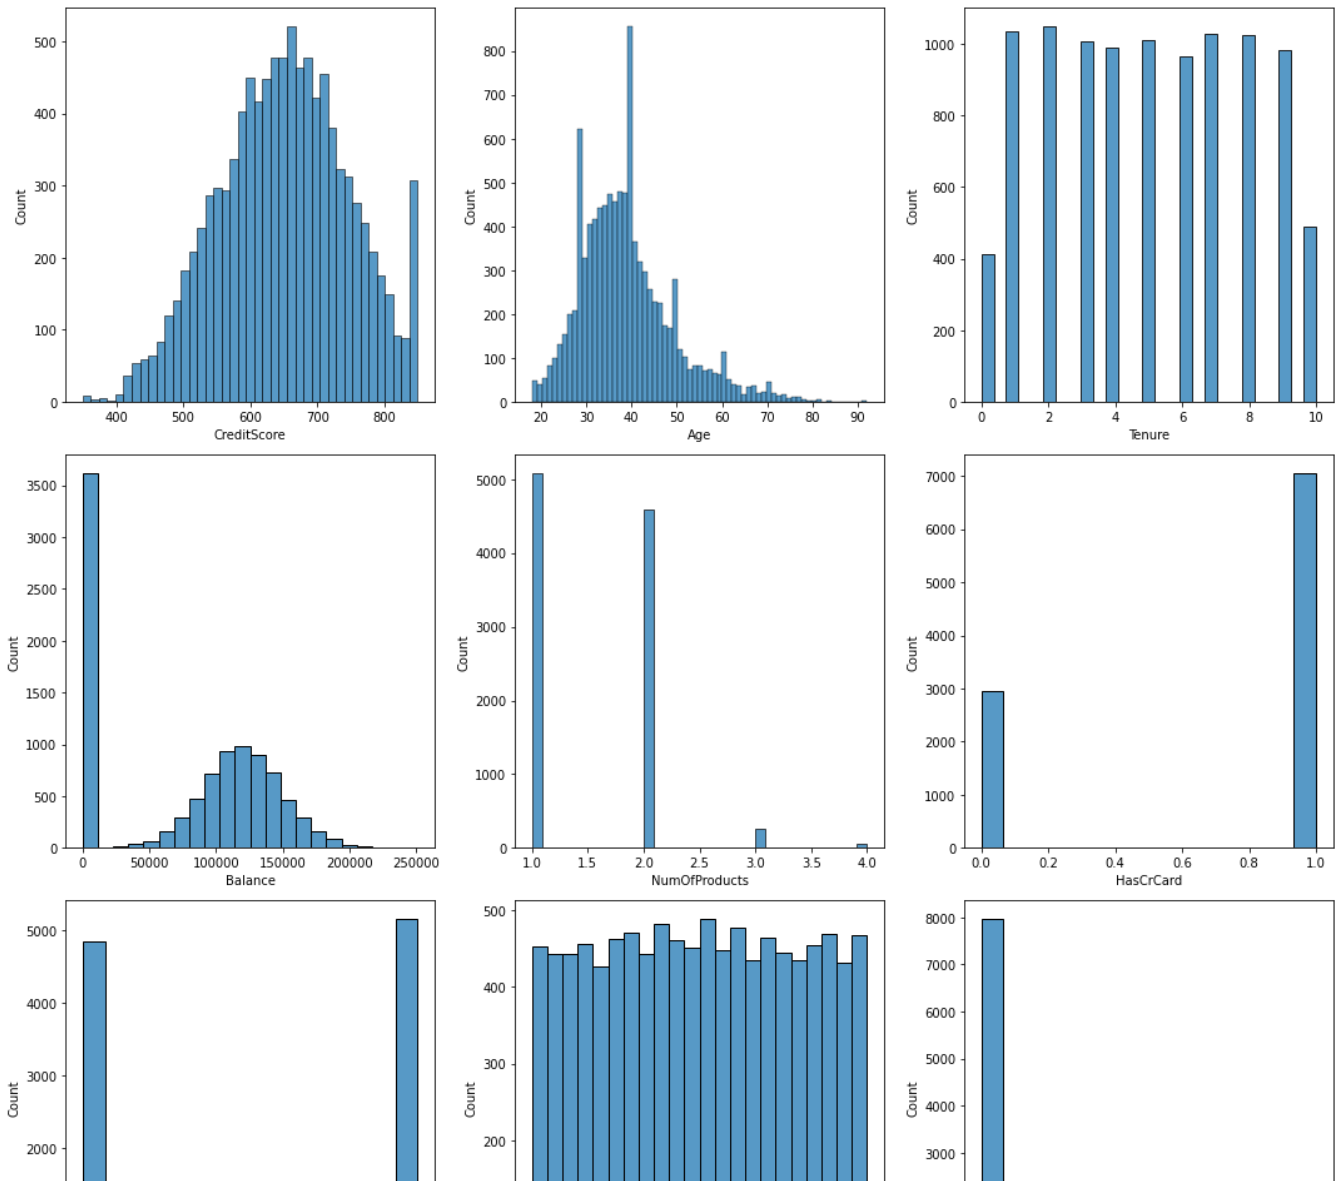 Count
500
400
300
200
100
0
400 500 600 700 800
CreditScore
Count
800
700
600
500
400
300
200
100
0
20 30 40 50 60 70 80 90
Age
Count
1000
800
600
400
200
0
0 2 4 6 8 10
Tenure
Count
3500
3000
2500
2000
1500
1000
500
0
0 50000 100000 150000 200000 250000
Balance
Count
5000
4000
3000
2000
1000
0
1.0 1.5 2.0 2.5 3.0 3.5 4.0
NumOfProducts
Count
7000
6000
5000
4000
3000
2000
1000
0
0.0 0.2 0.4 0.6 0.8 1.0
HasCrCard
Count
5000
4000
3000
2000
Count
500
400
300
200
Count
8000
7000
6000
5000
4000
3000